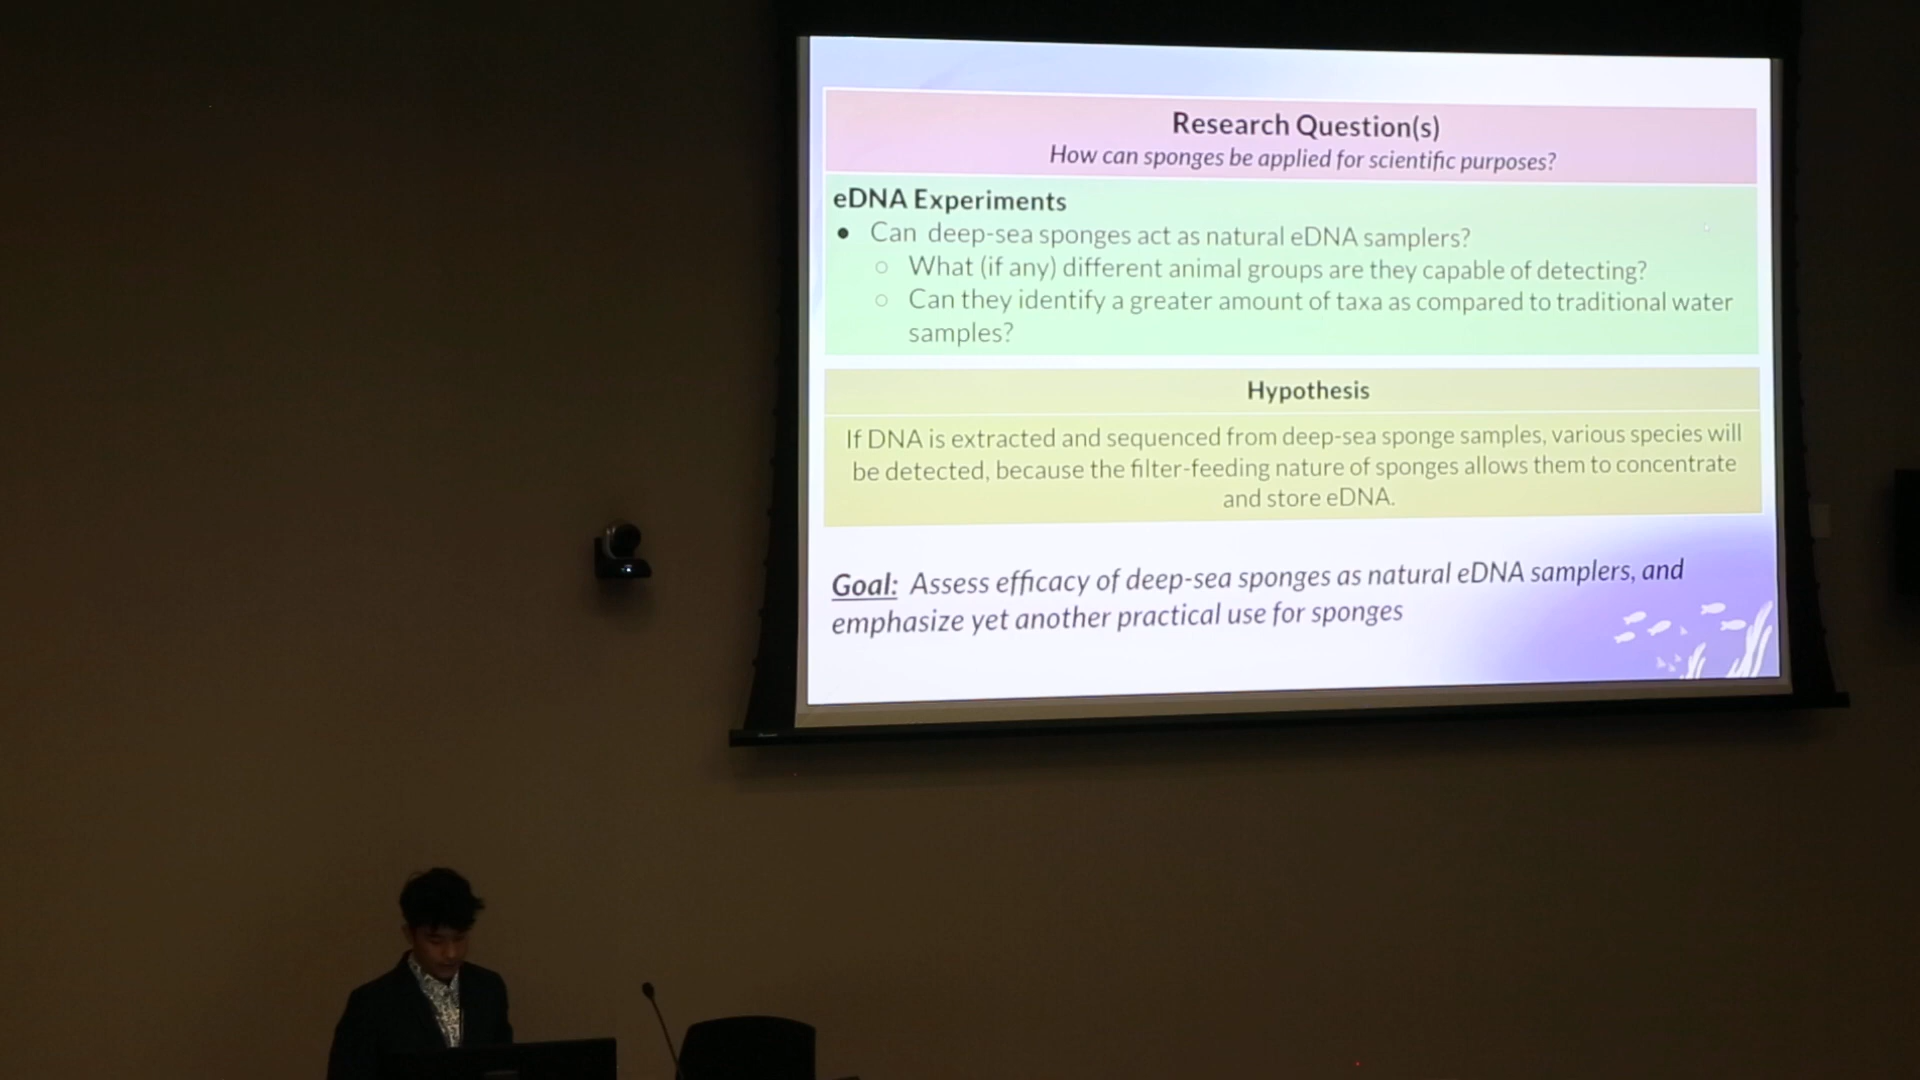 Research Question(s)
How can sponges be applied for scientific purposes?
eDNA Experiments
● Can deep-sea sponges act as natural eDNA samplers?
○ What (if any) different animal groups are they capable of detecting?
○ Can they identify a greater amount of taxa as compared to traditional water
samples?
Hypothesis
If DNA is extracted and sequenced from deep-sea sponge samples, various species will
be detected, because the filter-feeding nature of sponges allows them to concentrate
and store eDNA.
Goal: Assess efficacy of deep-sea sponges as natural eDNA samplers, and
emphasize yet another practical use for sponges